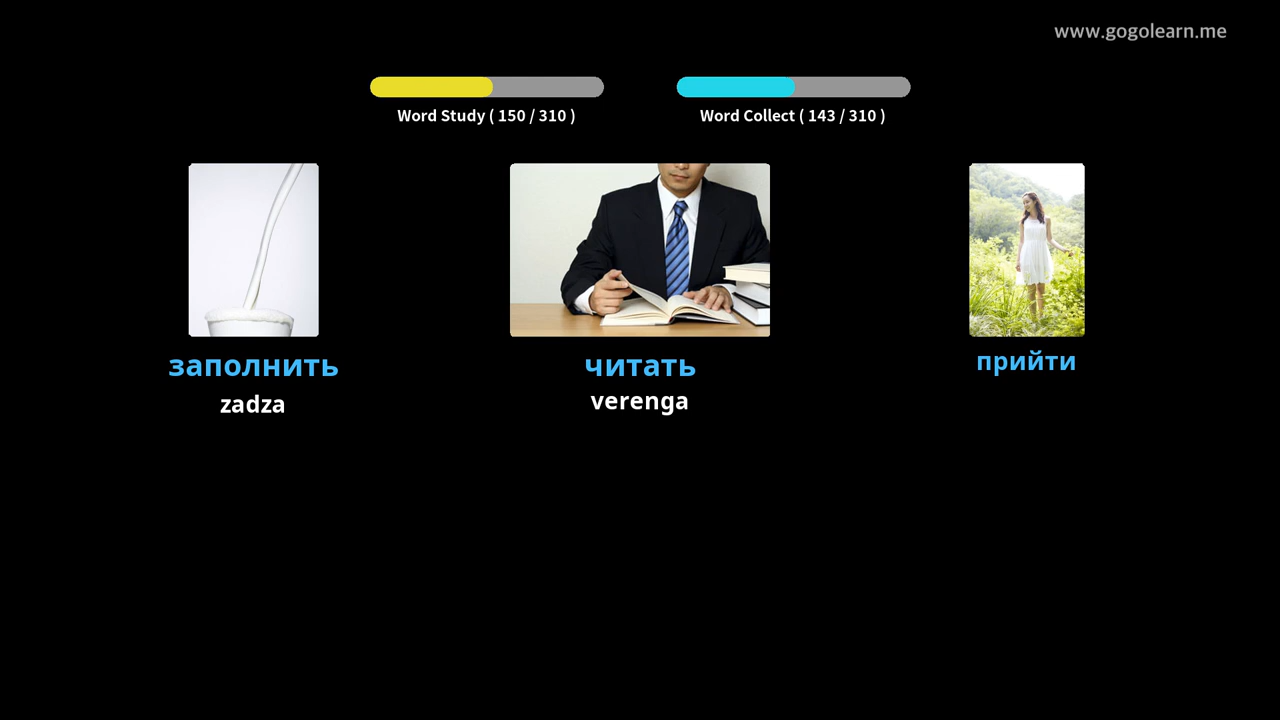 www.gogolearn.me
Word Study ( 150 / 310 )
Word Collect ( 143 / 310 )
заполнить
zadza
читать
verenga
прийти